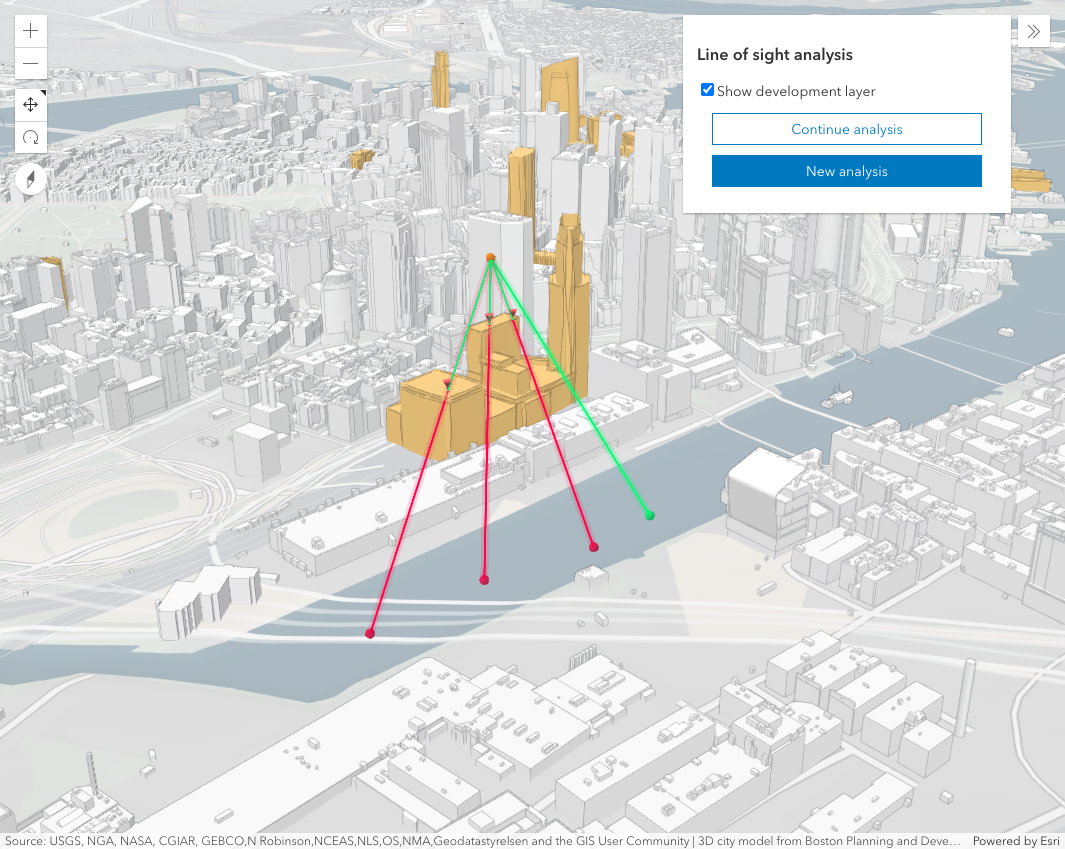 Line of sight analysis
Show development layer
Continue analysis
New analysis
Source: USGS, NGA, NASA, CGIAR, GEBCO,N Robinson,NCEAS,NLS,OS,NMA,Geodatastyrelsen and the GIS User Community | 3D city model from Boston Planning and Deve… Powered by Esri